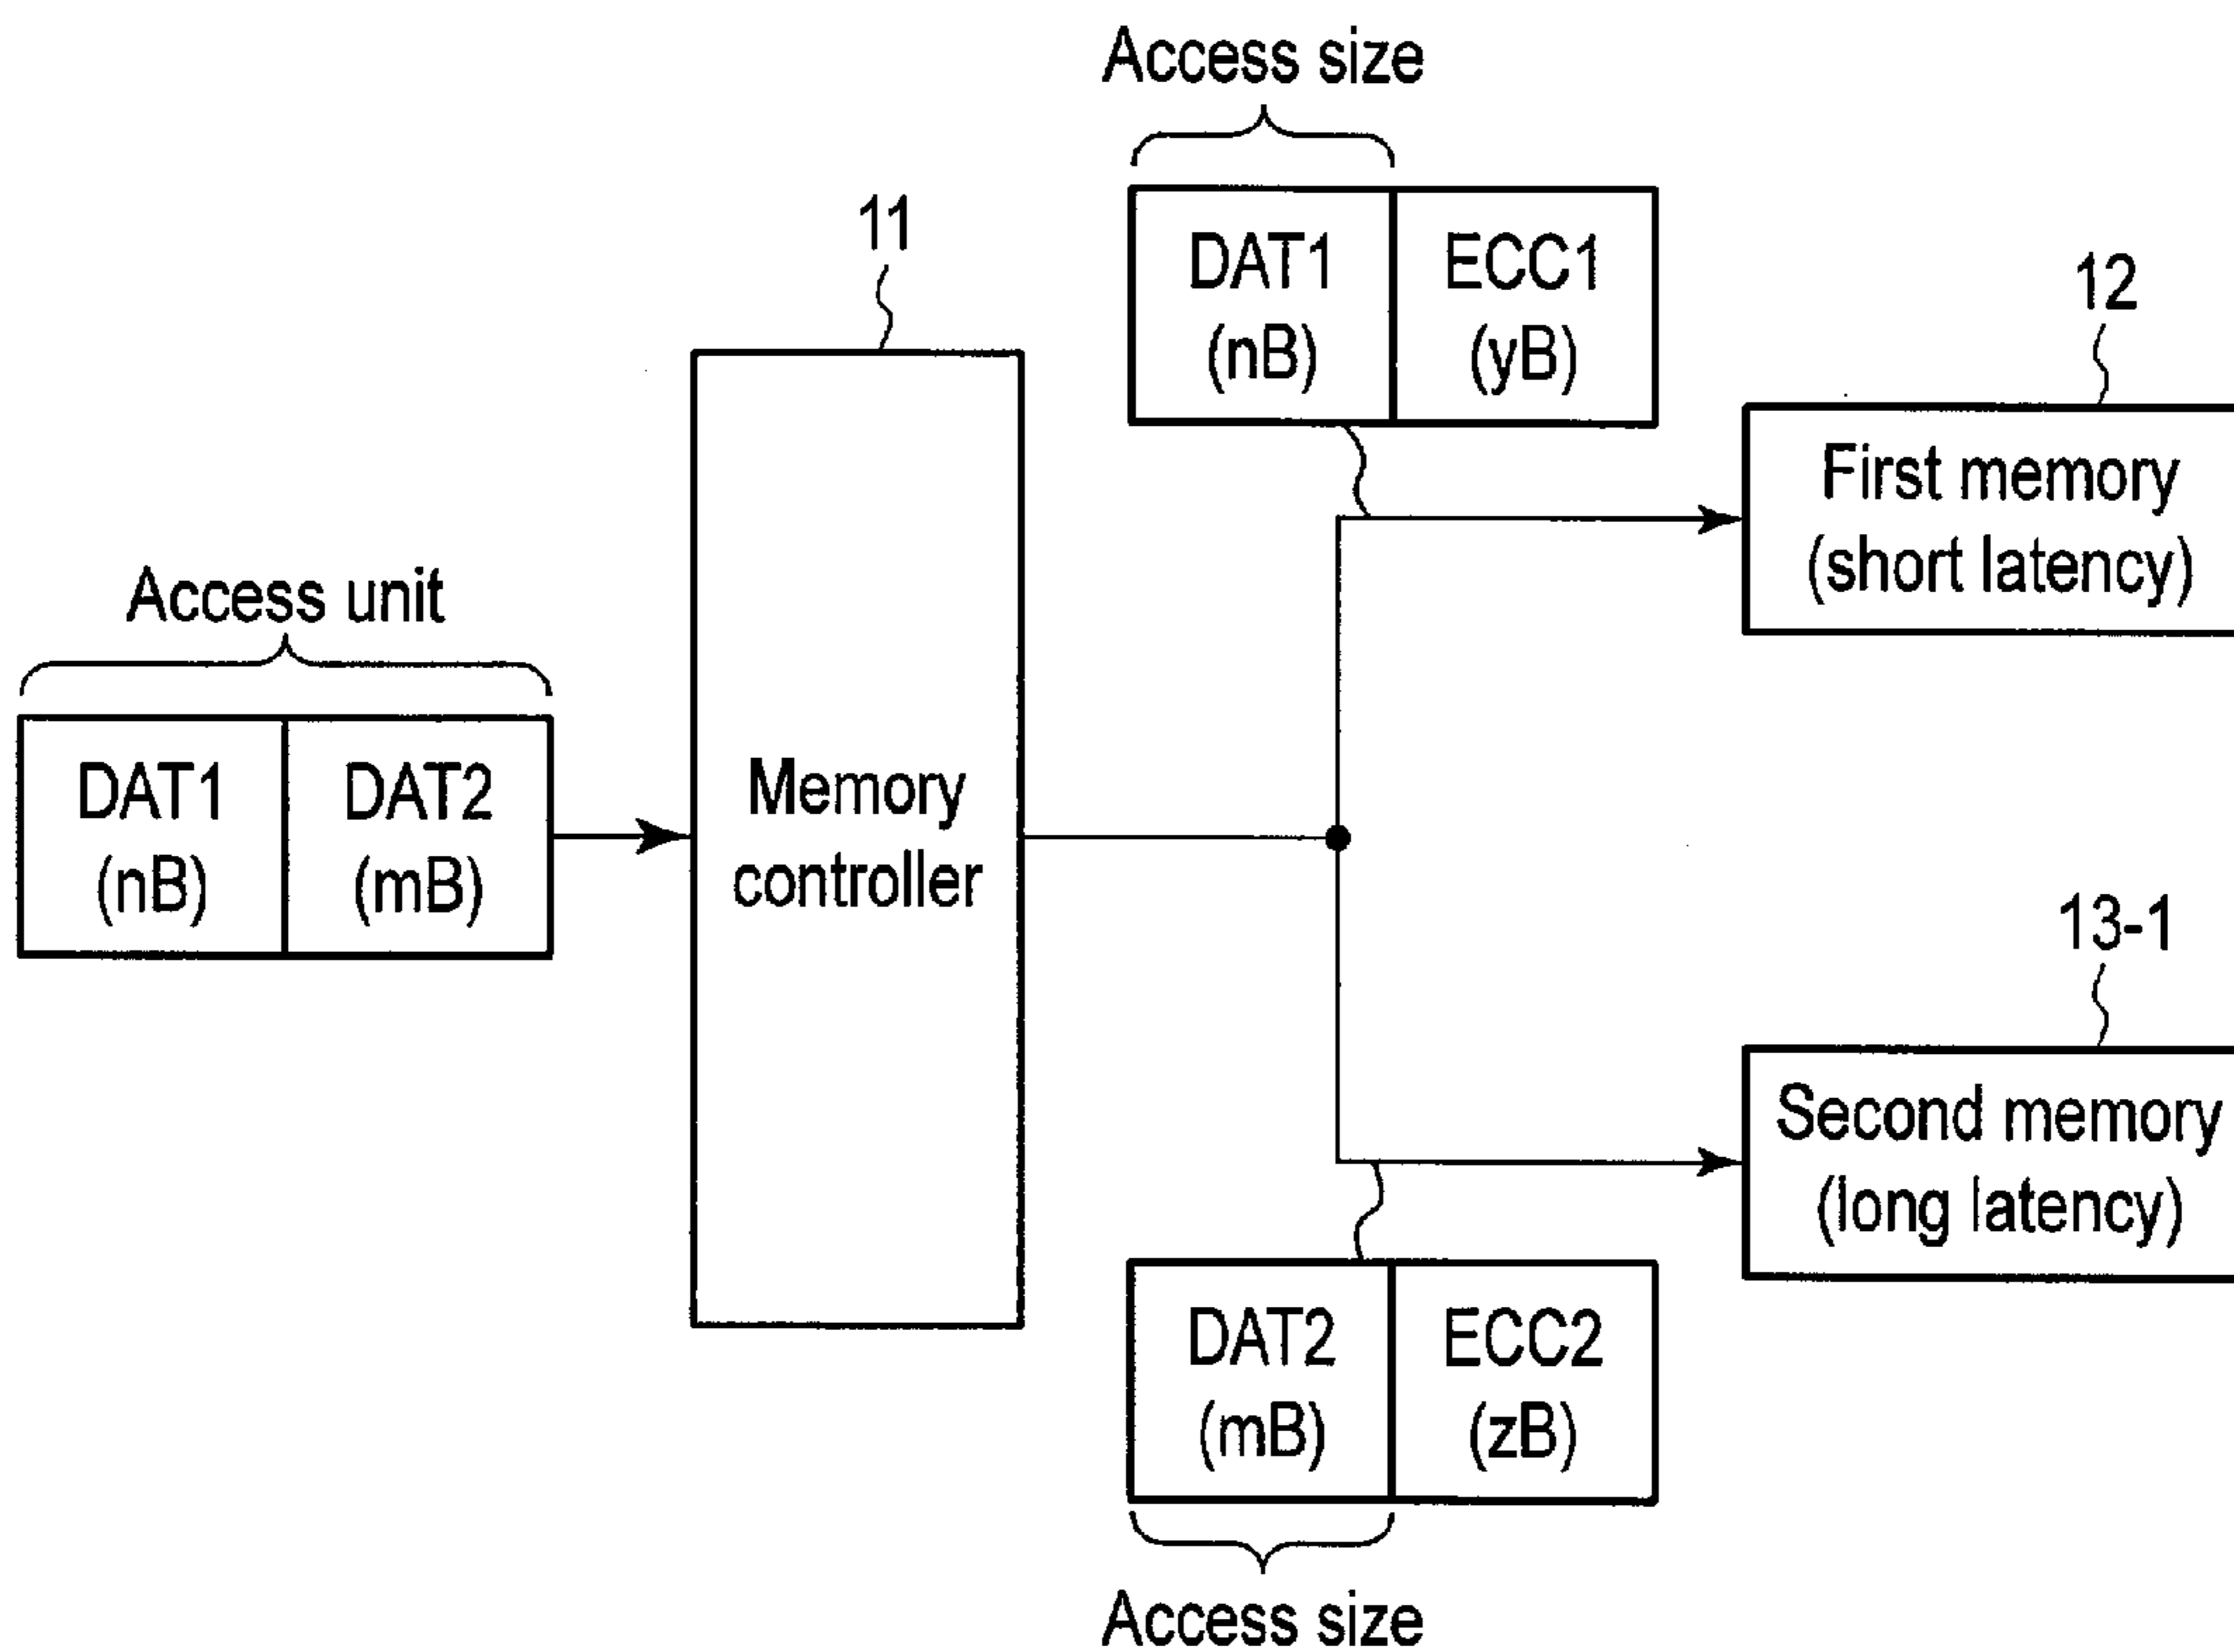 Access size
11
DAT1
(nB)
ECC1
(yB)
12
First memory
(short latency)
Access unit
DAT1
(nB)
DAT2
(mB)
Memory
controller
13-1
Second memory
(long latency)
DAT2
(mB)
ECC2
(zB)
Access size